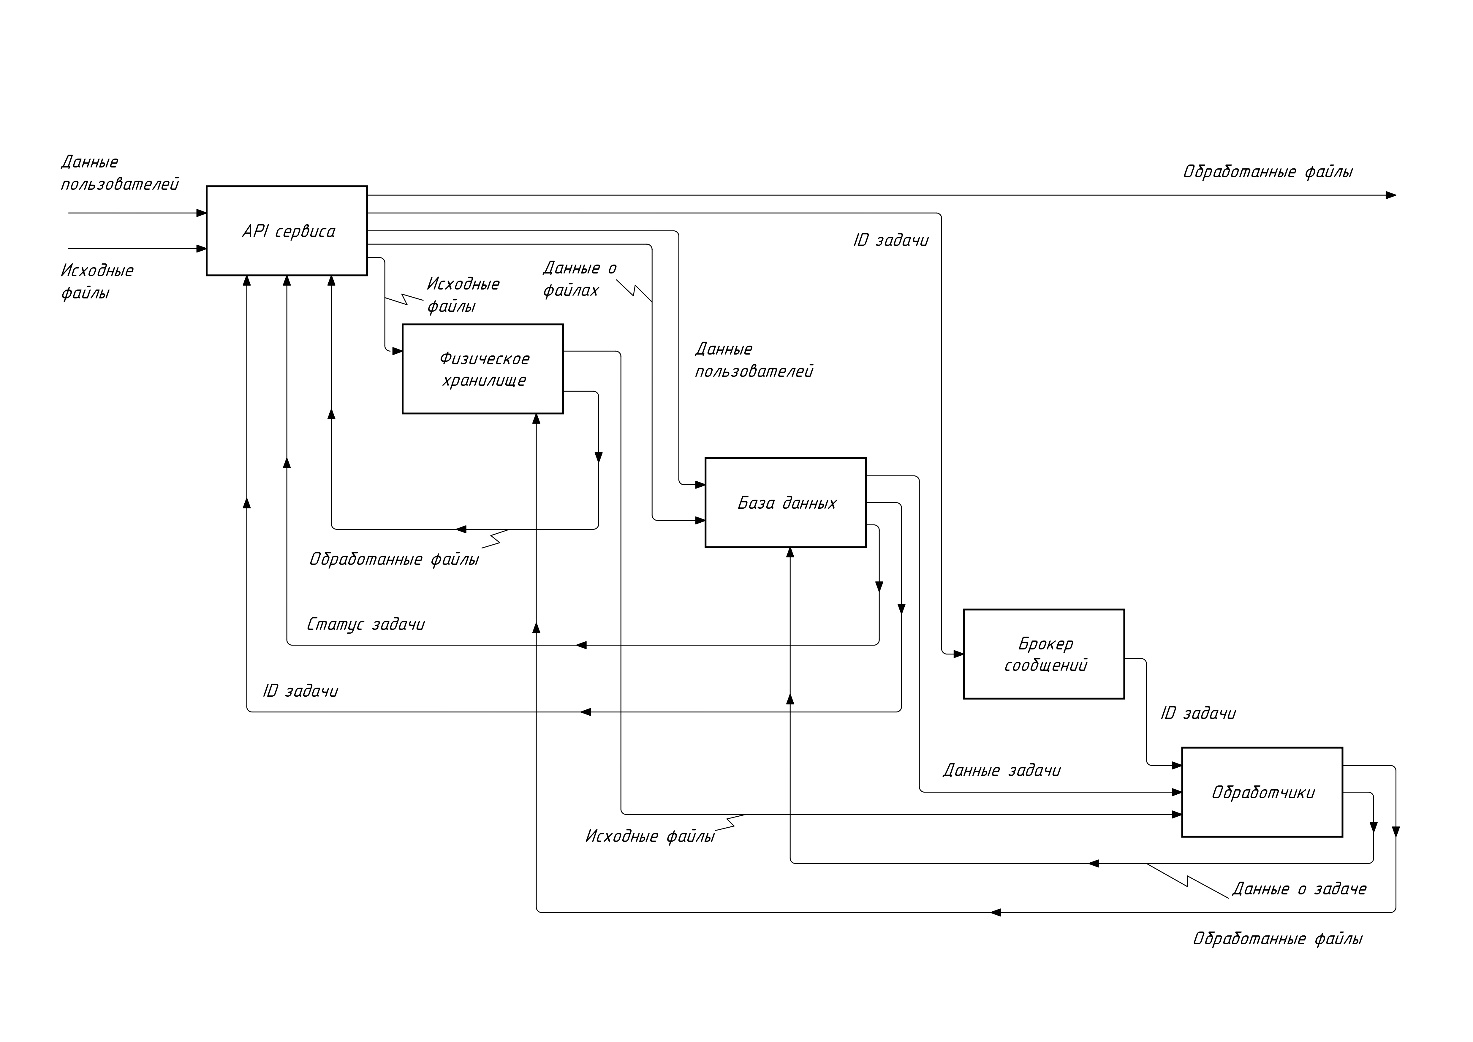 Данные
пользователей
Обработанные файлы
API сервиса
ID задачи
Исходные
файлы
Данные о
файлах
Исходные
файлы
Физическое
хранилище
Данные
пользователей
База данных
Обработанные файлы
Статус задачи
Брокер
сообщений
ID задачи
ID задачи
Данные задачи
Обработчики
Исходные файлы
Данные о задаче
Обработанные файлы